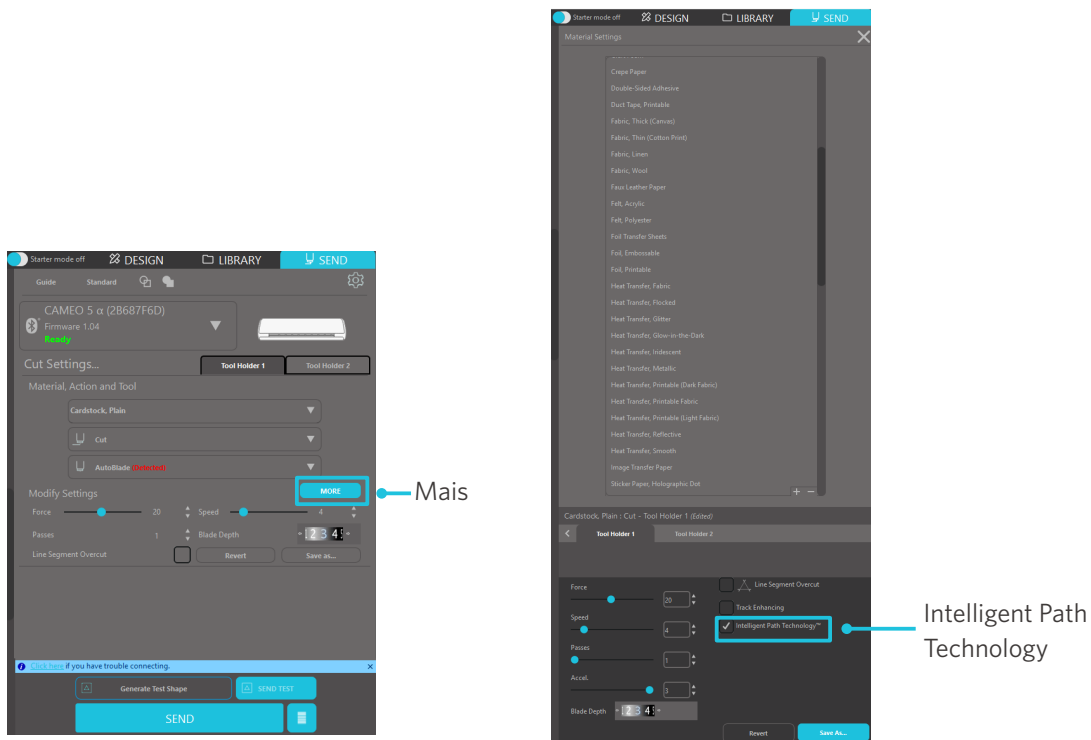 Starter mode off DESIGN LIBRARY SEND
Guide Standard
CAMEO 5 α (2B687F6D)
Firmware 1.04
Ready
Cut Settings... Tool Holder 1 Tool Holder 2
Material, Action and Tool
Cardstock, Plain
Cut
AutoBlade (Detected)
MORE
Mais
Modify Settings
Force 20 Speed 4
Passes 1 Blade Depth 2 3 4
Line Segment Overcut Revert Save as...
Click here if you have trouble connecting.
Generate Test Shape SEND TEST
SEND
Starter mode off DESIGN LIBRARY SEND
Material Settings
Crepe Paper
Double-Sided Adhesive
Duct Tape, Printable
Fabric, Thick (Canvas)
Fabric, Thin (Cotton Print)
Fabric, Linen
Fabric, Wool
Faux Leather Paper
Felt, Acrylic
Felt, Polyester
Foil Transfer Sheets
Foil, Embossable
Foil, Printable
Heat Transfer, Fabric
Heat Transfer, Flocked
Heat Transfer, Glitter
Heat Transfer, Glow-in-the-Dark
Heat Transfer, Iridescent
Heat Transfer, Metallic
Heat Transfer, Printable (Dark Fabric)
Heat Transfer, Printable Fabric
Heat Transfer, Printable (Light Fabric)
Heat Transfer, Reflective
Heat Transfer, Smooth
Image Transfer Paper
Sticker Paper, Holographic Dot
Cardstock, Plain : Cut - Tool Holder 1 (Edited)
Tool Holder 1 Tool Holder 2
Force 20
Line Segment Overcut
Track Enhancing
Speed 4
Intelligent Path Technology™
Passes 1
Accel. 3
Blade Depth 2 3 4
Revert Save As...
Intelligent Path
Technology